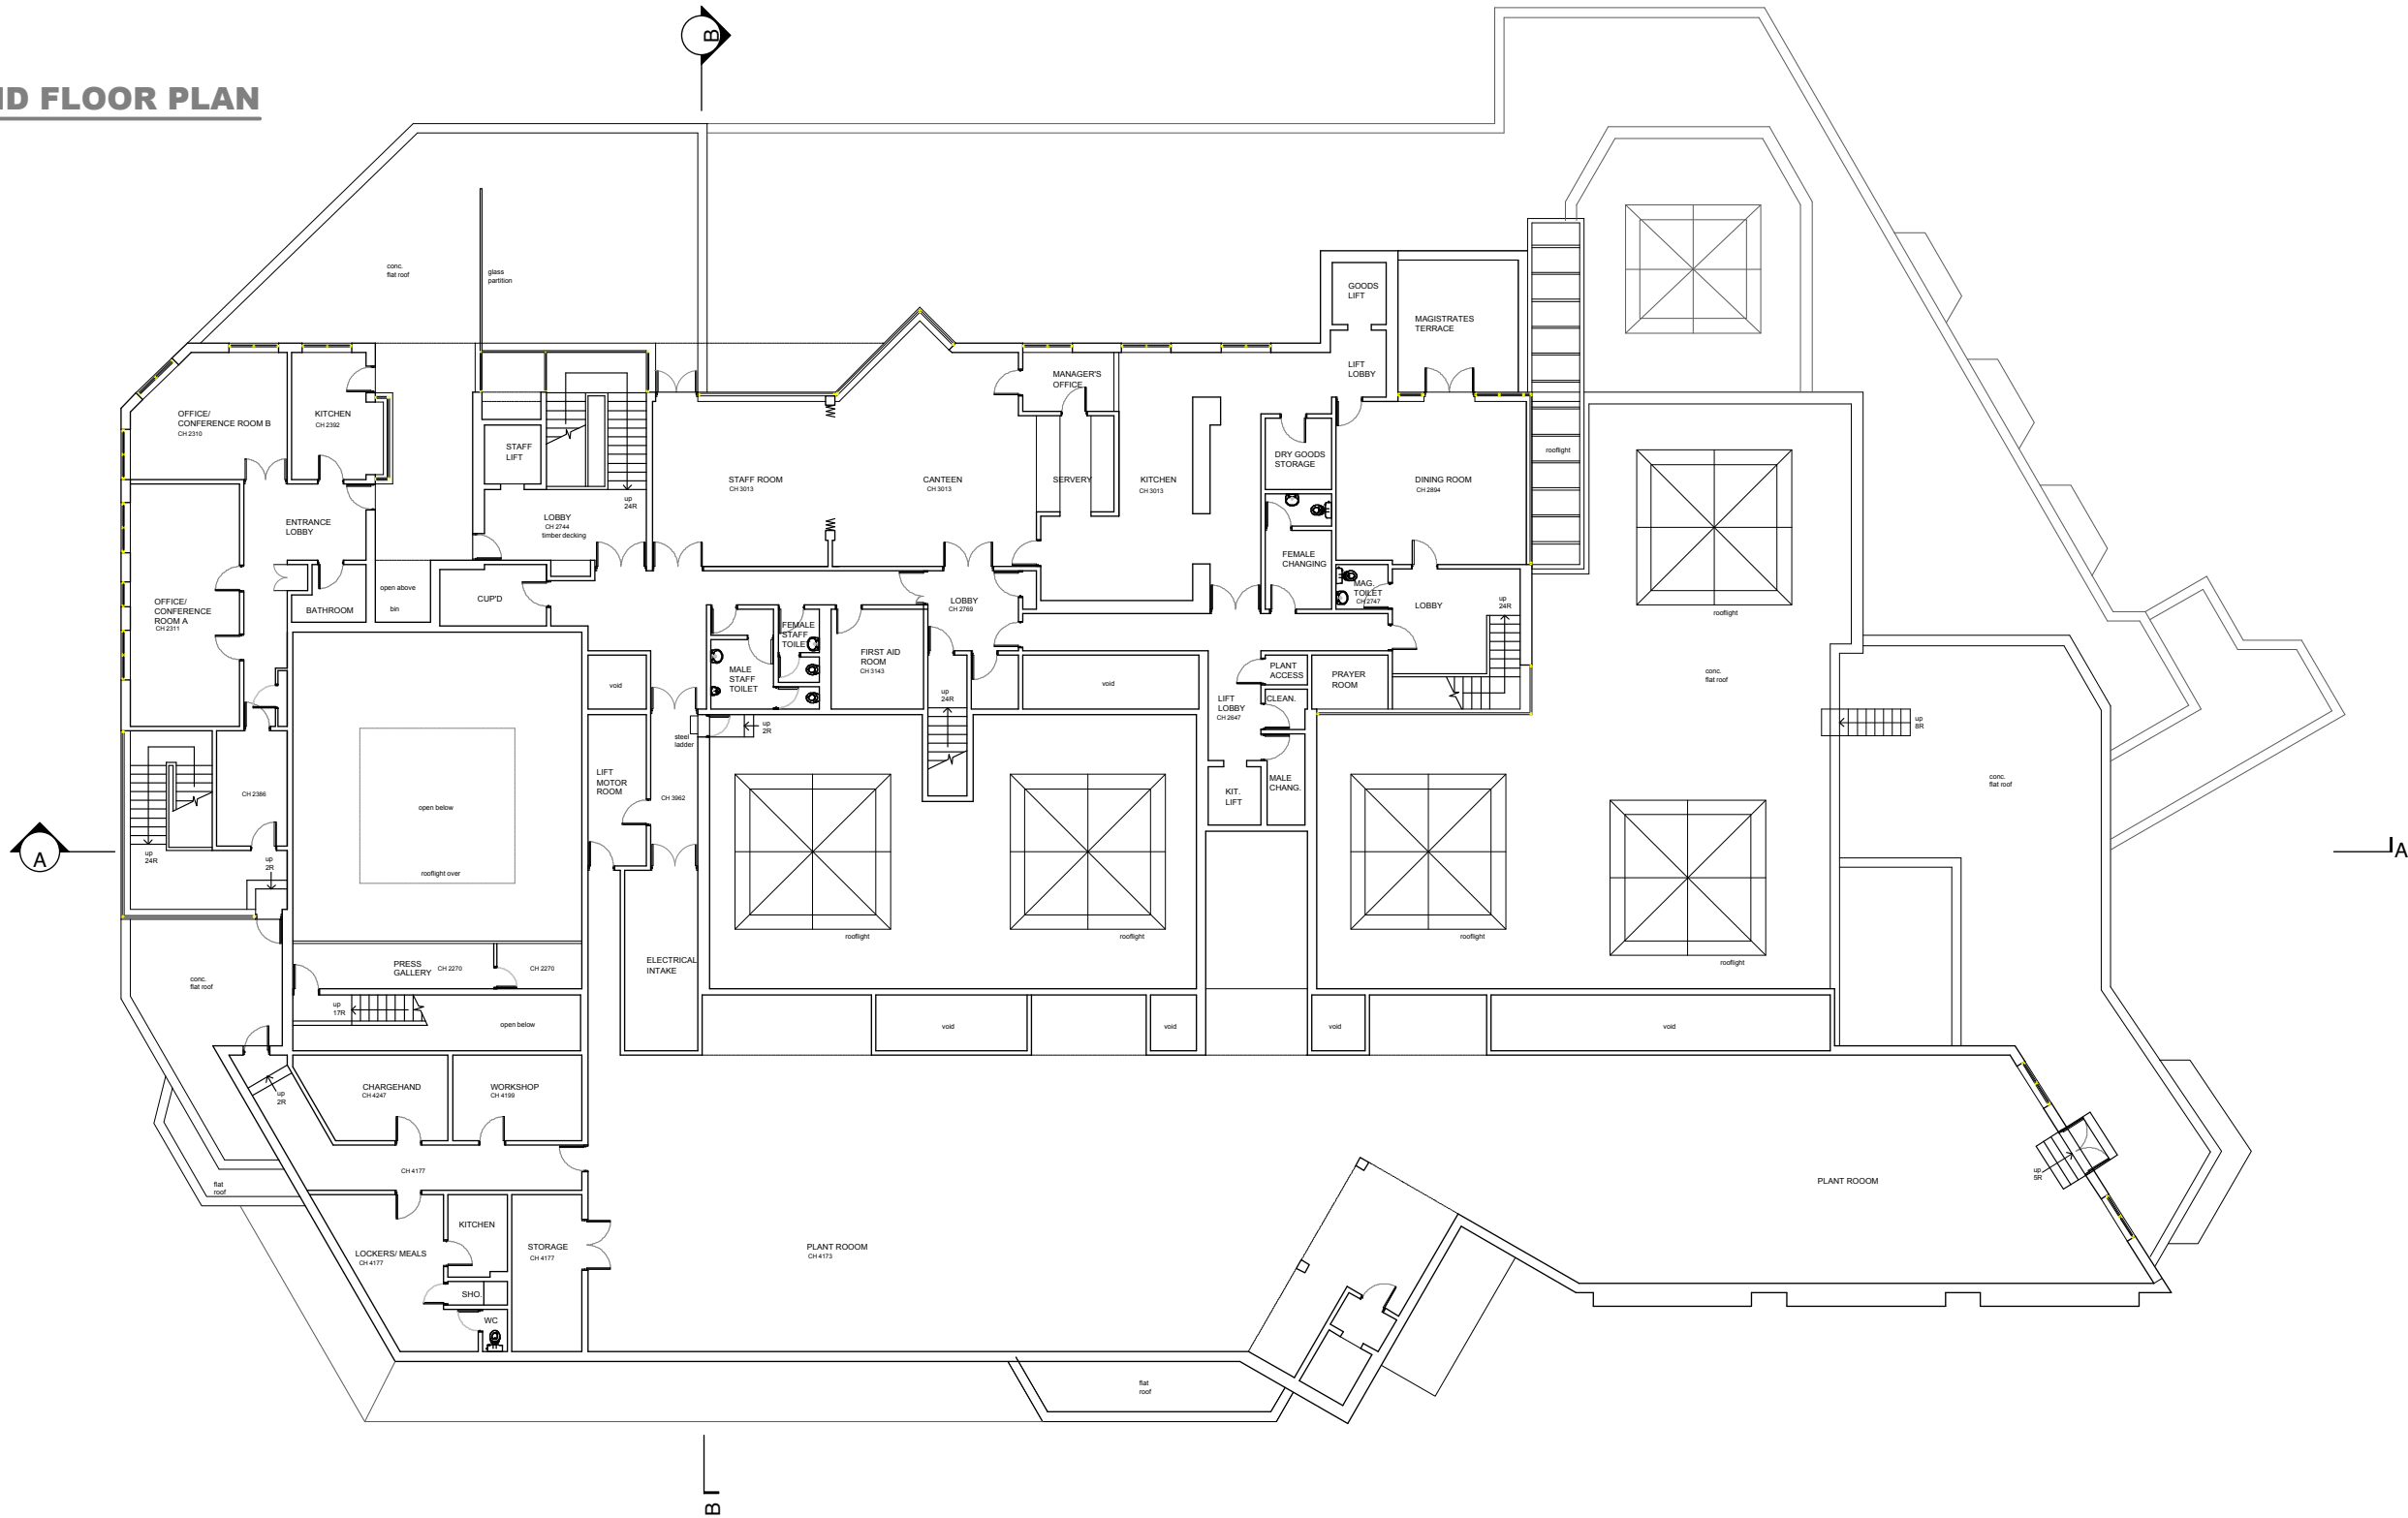 B
ND FLOOR PLAN
conc.
flat roof
glass
partition
GOODS
LIFT
MAGISTRATES
TERRACE
LIFT
LOBBY
MANAGER'S
OFFICE
OFFICE/
CONFERENCE ROOM B
CH 2310
KITCHEN
CH 2392
STAFF
LIFT
up
24R
STAFF ROOM
CH 3013
CANTEEN
CH 3013
SERVERY
KITCHEN
CH 3013
DRY GOODS
STORAGE
DINING ROOM
CH 2894
rooflight
ENTRANCE
LOBBY
LOBBY
CH 2744
timber decking
FEMALE
CHANGING
MAG.
TOILET
CH 2747
LOBBY
up
24R
rooflight
OFFICE/
CONFERENCE
ROOM A
CH 2311
BATHROOM
open above
bin
CUP'D
LOBBY
CH 2769
FEMALE
STAFF
TOILET
MALE
STAFF
TOILET
FIRST AID
ROOM
CH 3143
void
void
PLANT
ACCESS
PRAYER
ROOM
conc.
flat roof
up
24R
LIFT
LOBBY
CH 2647
CLEAN.
up
2R
steel
ladder
up
8R
LIFT
MOTOR
ROOM
CH 3962
CH 2386
open below
MALE
CHANG.
KIT.
LIFT
conc.
flat roof
A
up
24R
up
2R
rooflight over
A
rooflight
rooflight
rooflight
rooflight
ELECTRICAL
INTAKE
PRESS
GALLERY
CH 2270
CH 2270
conc.
flat roof
up
17R
open below
void
void
void
void
CHARGEHAND
CH 4247
WORKSHOP
CH 4199
up
2R
CH 4177
flat
roof
up
5R
PLANT ROOOM
KITCHEN
LOCKERS/ MEALS
CH 4177
STORAGE
CH 4177
PLANT ROOOM
CH 4173
SHO.
WC
flat
roof
B